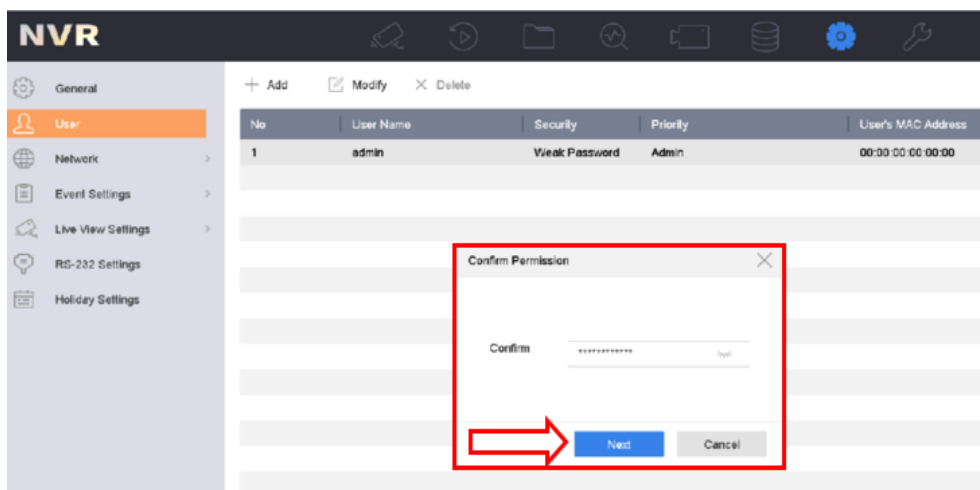 NVR
General
User
Network
Event Settings
Live View Settings
RS-232 Settings
Holiday Settings
Add Modify Delete
No User Name Security Priority User's MAC Address
1 admin Weak Password Admin 00:00:00:00:00:00
Confirm Permission
Confirm ************
Next Cancel